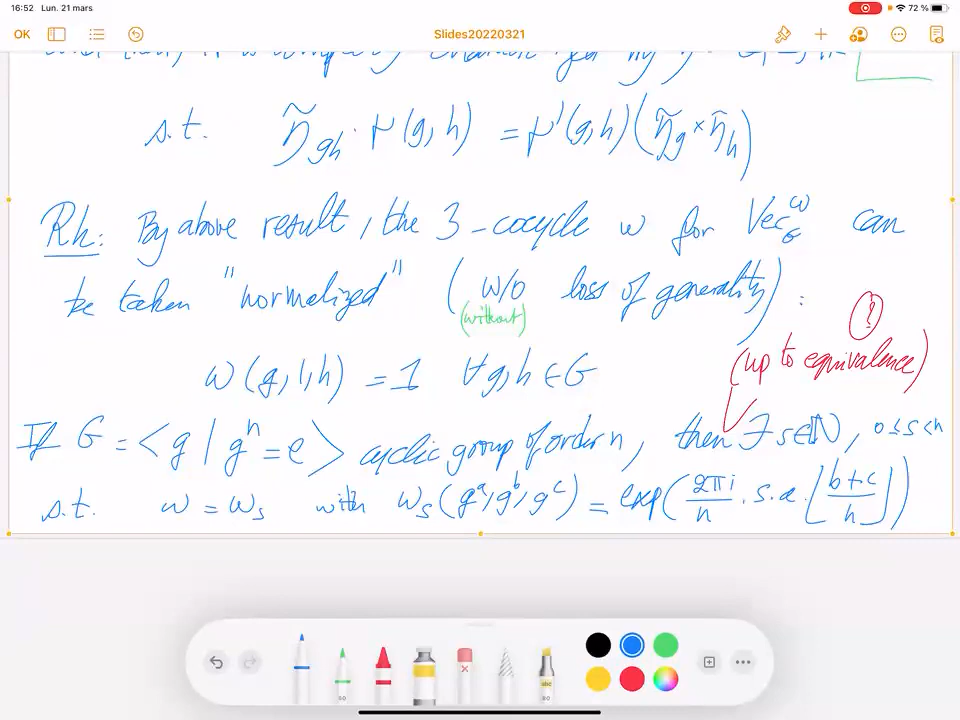 16:52 Lun. 21 mars
72 %
OK
Slides20220321
s.t. η̃_gh · μ(g,h) = μ'(g,h)(η̃_g × η̃_h)
Rk: By above result, the 3-cocycle ω for Vec_G^ω can
be taken "normalized" (w/o loss of generality) :
(without)
?
(up to equivalence)
ω(g,1,h) = 1 ∀g,h ∈ G
If G = <g | g^n = e> cyclic group of order n, then ∃ s∈ℕ, 0≤s<n
s.t. ω = ω_s with ω_s(g^a, g^b, g^c) = exp(2πi/n · s.a. ⌊(b+c)/n⌋)
50
80